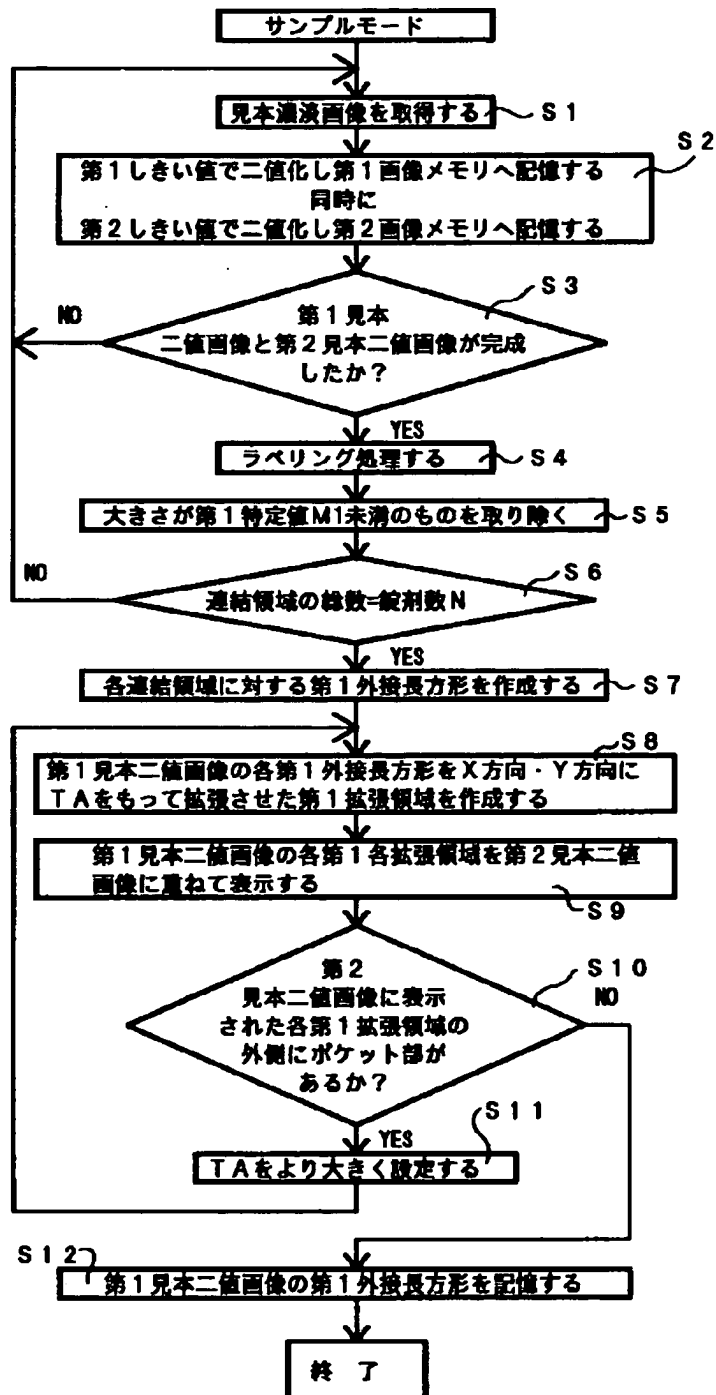 サンプルモード
見本濃淡画像を取得する
S1
S2
第1しきい値で二値化し第1画像メモリへ記憶する
同時に
第2しきい値で二値化し第2画像メモリへ記憶する
S3
NO
第1見本
二値画像と第2見本二値画像が完成
したか?
YES
ラベリング処理する
S4
大きさが第1特定値M1未満のものを取り除く
S5
NO
S6
連結領域の総数=錠剤数N
YES
各連結領域に対する第1外接長方形を作成する
S7
S8
第1見本二値画像の各第1外接長方形をX方向・Y方向に
TAをもって拡張させた第1拡張領域を作成する
第1見本二値画像の各第1各拡張領域を第2見本二値
画像に重ねて表示する
S9
第2
S10
見本二値画像に表示
NO
された各第1拡張領域の
外側にポケット部が
あるか?
S11
YES
TAをより大きく設定する
S12
第1見本二値画像の第1外接長方形を記憶する
終 了